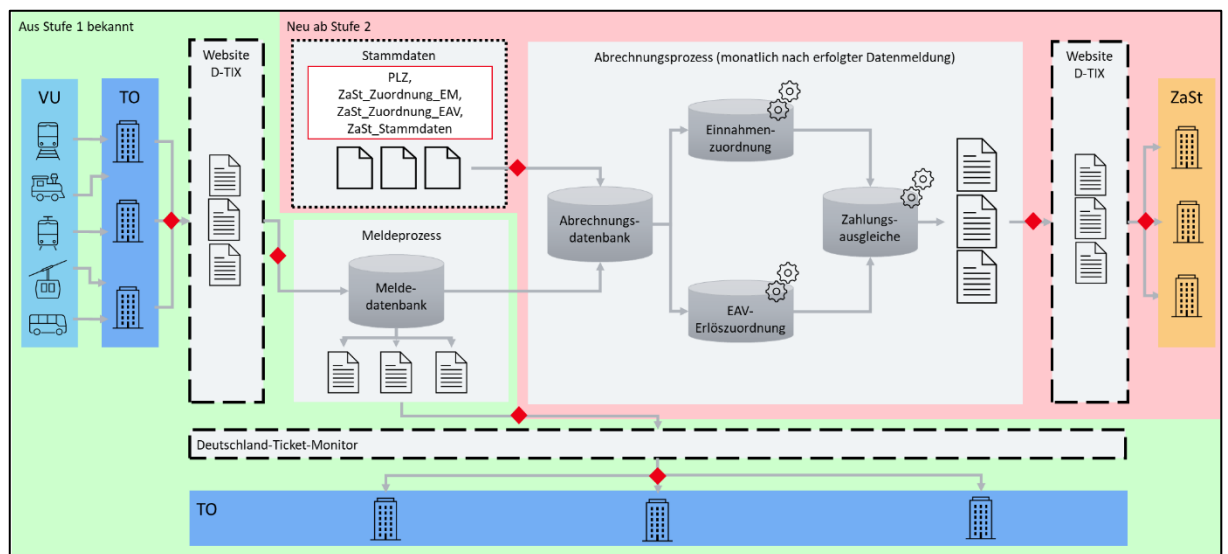 Aus Stufe 1 bekannt
Neu ab Stufe 2
VU
TO
Website
D-TIX
Stammdaten
PLZ,
ZaSt_Zuordnung_EM,
ZaSt_Zuordnung_EAV,
ZaSt_Stammdaten
Meldeprozess
Melde-
datenbank
Abrechnungsprozess (monatlich nach erfolgter Datenmeldung)
Abrechnungs-
datenbank
Einnahmen-
zuordnung
EAV-
Erlöszuordnung
Zahlungs-
ausgleiche
Website
D-TIX
ZaSt
Deutschland-Ticket-Monitor
TO